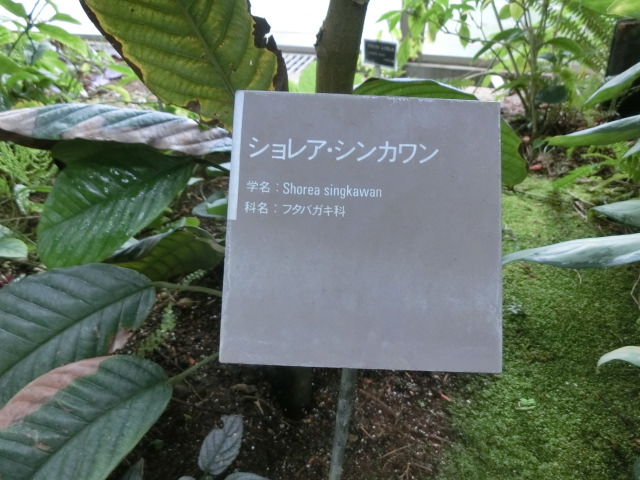 ショレア・シンカワン
学名：Shorea singkawan
科名：フタバガキ科